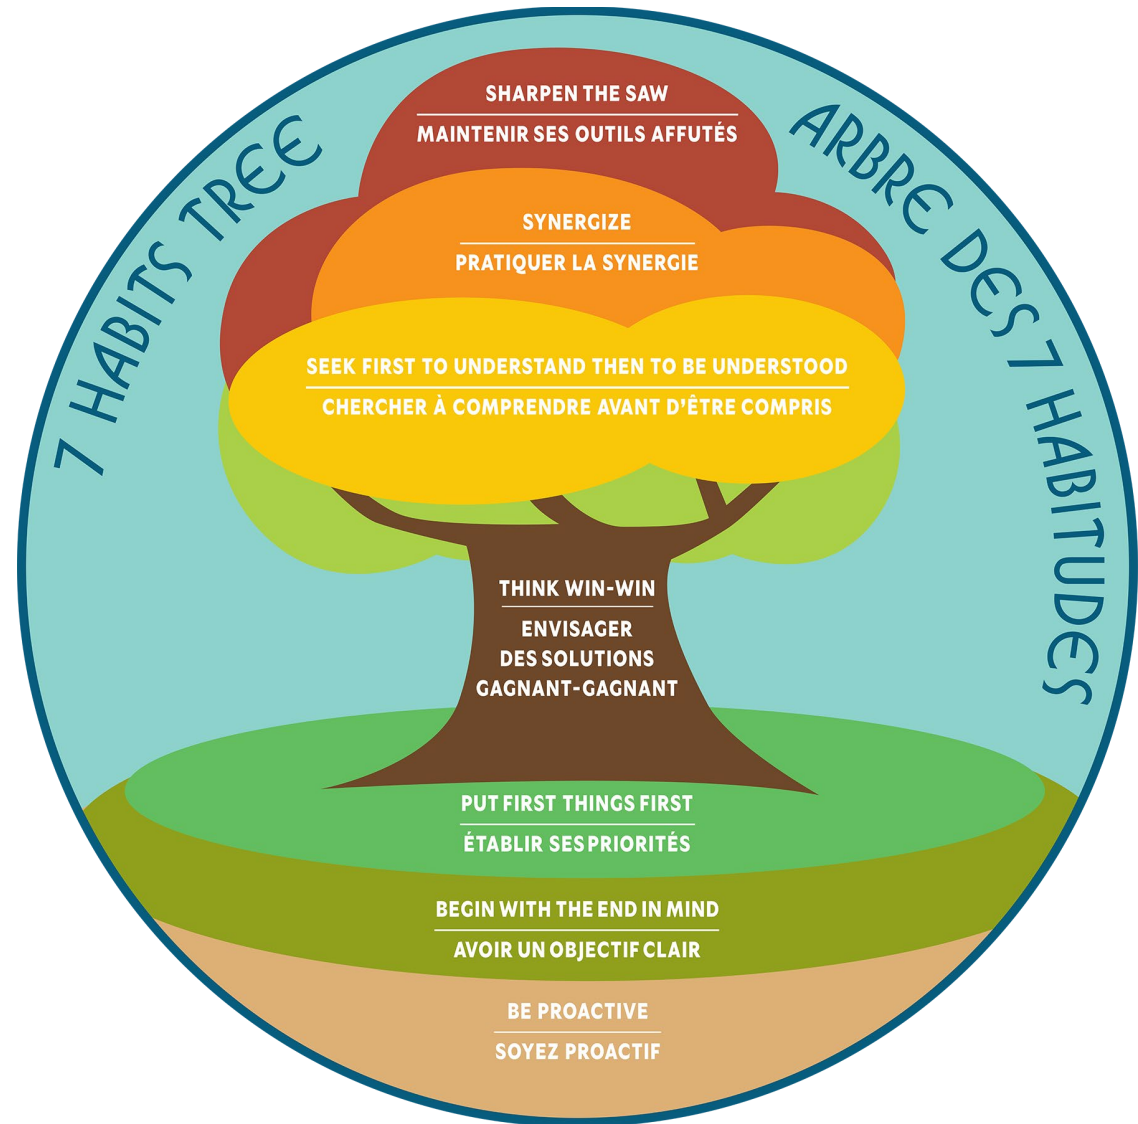 7 HABITS TREE
ARBRE DES 7 HABITUDES
SHARPEN THE SAW
MAINTENIR SES OUTILS AFFUTÉS
SYNERGIZE
PRATIQUER LA SYNERGIE
SEEK FIRST TO UNDERSTAND THEN TO BE UNDERSTOOD
CHERCHER À COMPRENDRE AVANT D'ÊTRE COMPRIS
THINK WIN-WIN
ENVISAGER
DES SOLUTIONS
GAGNANT-GAGNANT
PUT FIRST THINGS FIRST
ÉTABLIR SES PRIORITÉS
BEGIN WITH THE END IN MIND
AVOIR UN OBJECTIF CLAIR
BE PROACTIVE
SOYEZ PROACTIF